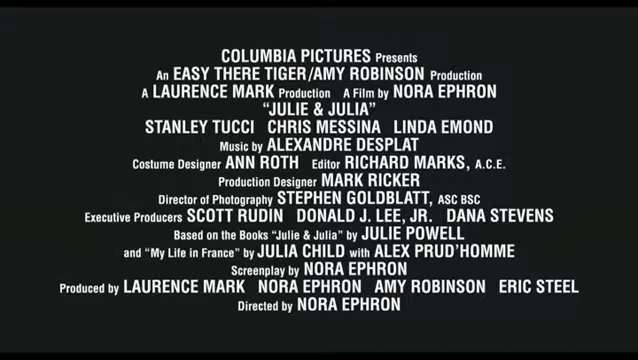 COLUMBIA PICTURES Presents
An EASY THERE TIGER/AMY ROBINSON Production
A LAURENCE MARK Production A Film by NORA EPHRON
"JULIE & JULIA"
STANLEY TUCCI CHRIS MESSINA LINDA EMOND
Music by ALEXANDRE DESPLAT
Costume Designer ANN ROTH Editor RICHARD MARKS, A.C.E.
Production Designer MARK RICKER
Director of Photography STEPHEN GOLDBLATT, ASC BSC
Executive Producers SCOTT RUDIN DONALD J. LEE, JR. DANA STEVENS
Based on the Books "Julie & Julia" by JULIE POWELL
and "My Life in France" by JULIA CHILD with ALEX PRUD'HOMME
Screenplay by NORA EPHRON
Produced by LAURENCE MARK NORA EPHRON AMY ROBINSON ERIC STEEL
Directed by NORA EPHRON